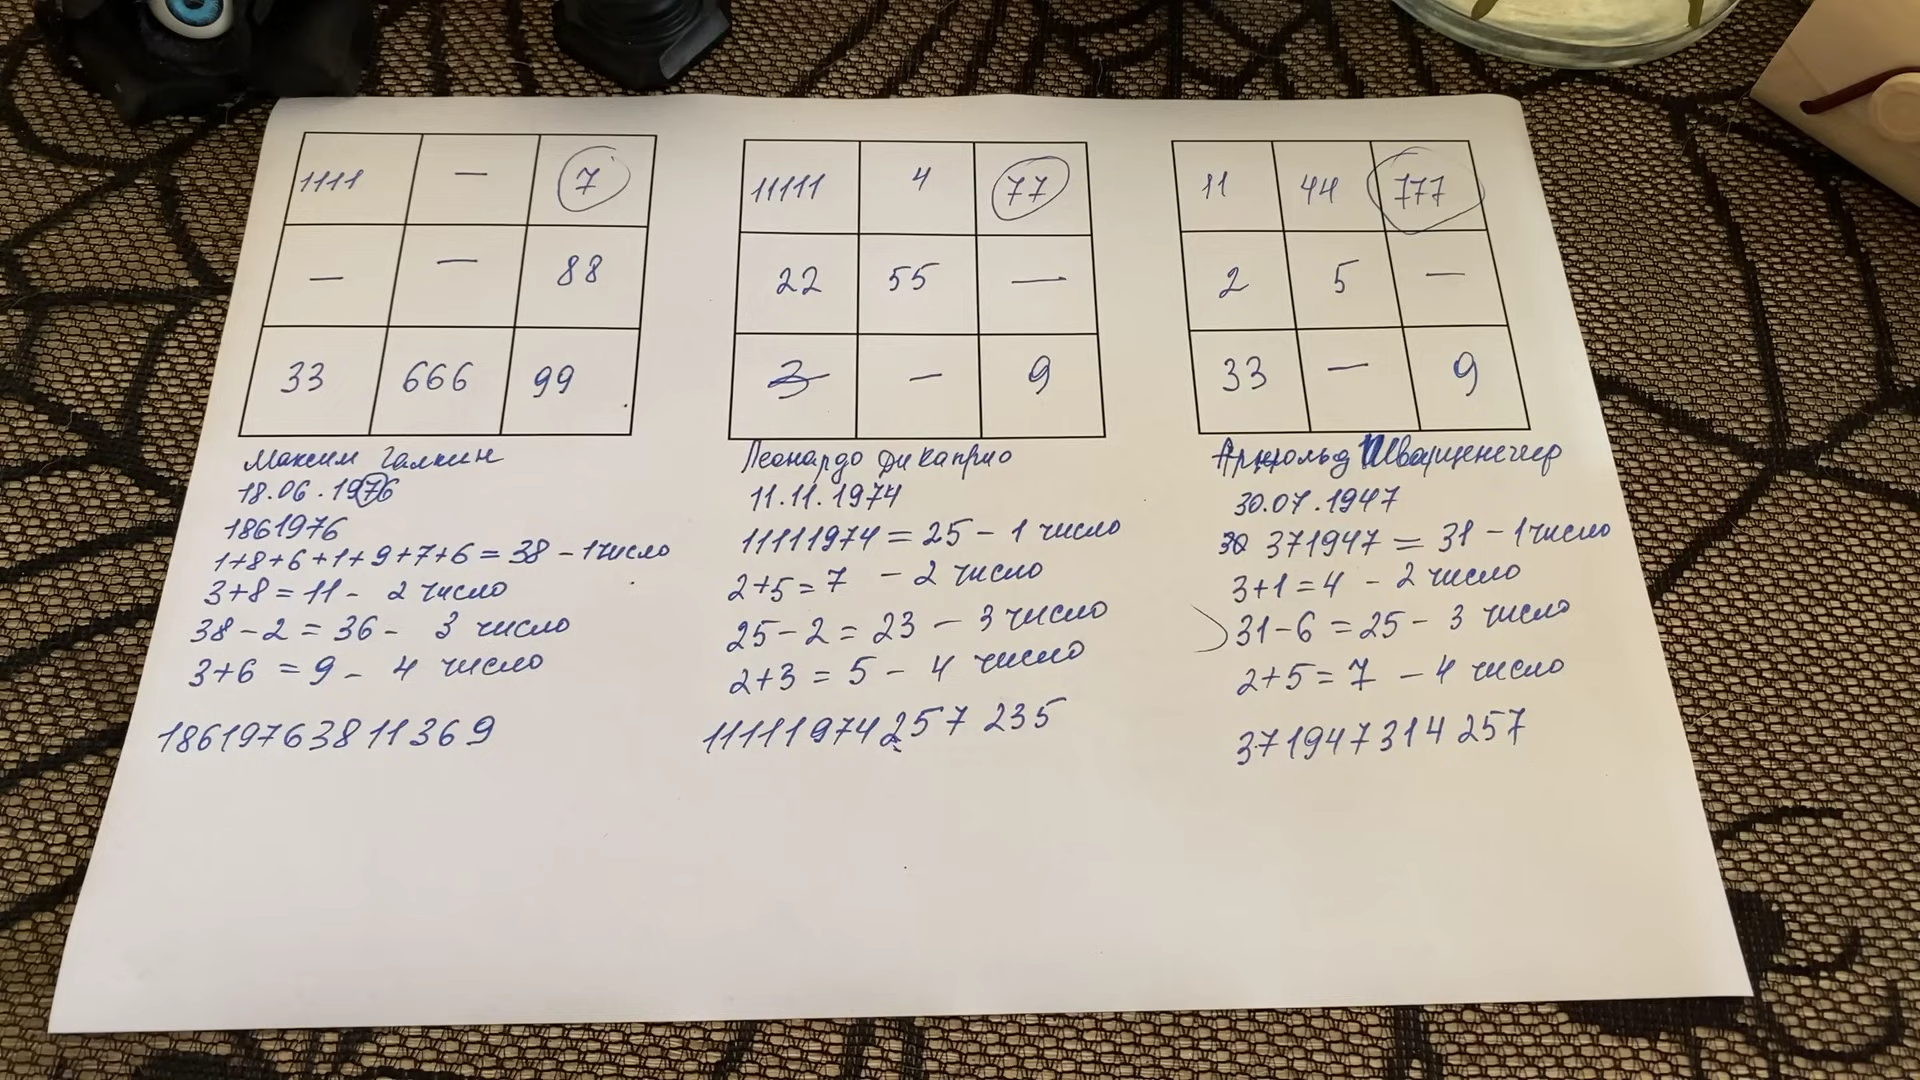 1111 — 7
— — 88
33 666 99
Максим Галкин
18.06.1976
1861976
1+8+6+1+9+7+6=38 - 1 число
3+8=11 - 2 число
38-2=36 - 3 число
3+6=9 - 4 число
18619763811369
11111 4 77
22 55 —
3 — 9
Леонардо Ди Каприо
11.11.1974
11111974=25 - 1 число
2+5=7 - 2 число
25-2=23 - 3 число
2+3=5 - 4 число
11111974257 235
11 44 777
2 5 —
33 — 9
30.07.1947
30 371947=31 - 1 число
3+1=4 - 2 число
31-6=25 - 3 число
2+5=7 - 4 число
371947314 257